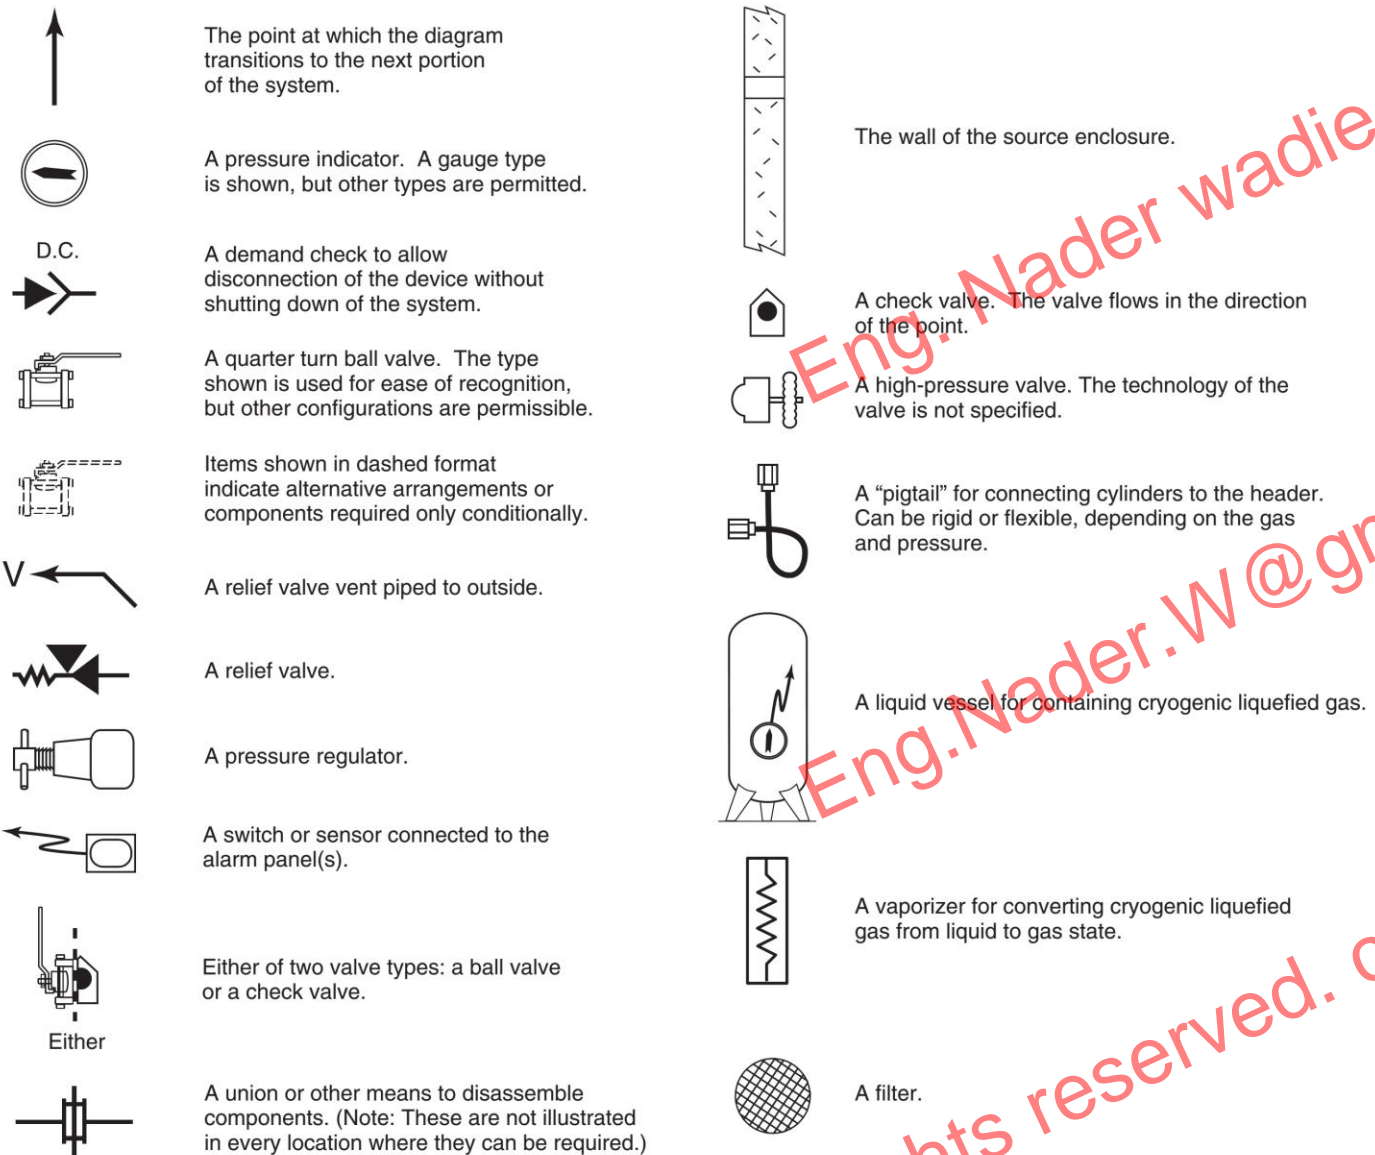 The point at which the diagram
transitions to the next portion
of the system.
A pressure indicator. A gauge type
is shown, but other types are permitted.
D.C.
A demand check to allow
disconnection of the device without
shutting down of the system.
A quarter turn ball valve. The type
shown is used for ease of recognition,
but other configurations are permissible.
Items shown in dashed format
indicate alternative arrangements or
components required only conditionally.
V
A relief valve vent piped to outside.
A relief valve.
A pressure regulator.
A switch or sensor connected to the
alarm panel(s).
Either of two valve types: a ball valve
or a check valve.
Either
A union or other means to disassemble
components. (Note: These are not illustrated
in every location where they can be required.)
The wall of the source enclosure.
A check valve. The valve flows in the direction
of the point.
A high-pressure valve. The technology of the
valve is not specified.
A “pigtail” for connecting cylinders to the header.
Can be rigid or flexible, depending on the gas
and pressure.
A liquid vessel for containing cryogenic liquefied gas.
A vaporizer for converting cryogenic liquefied
gas from liquid to gas state.
A filter.
Eng. Nader wadie
Eng.Nader.W@gm
hts reserved. c